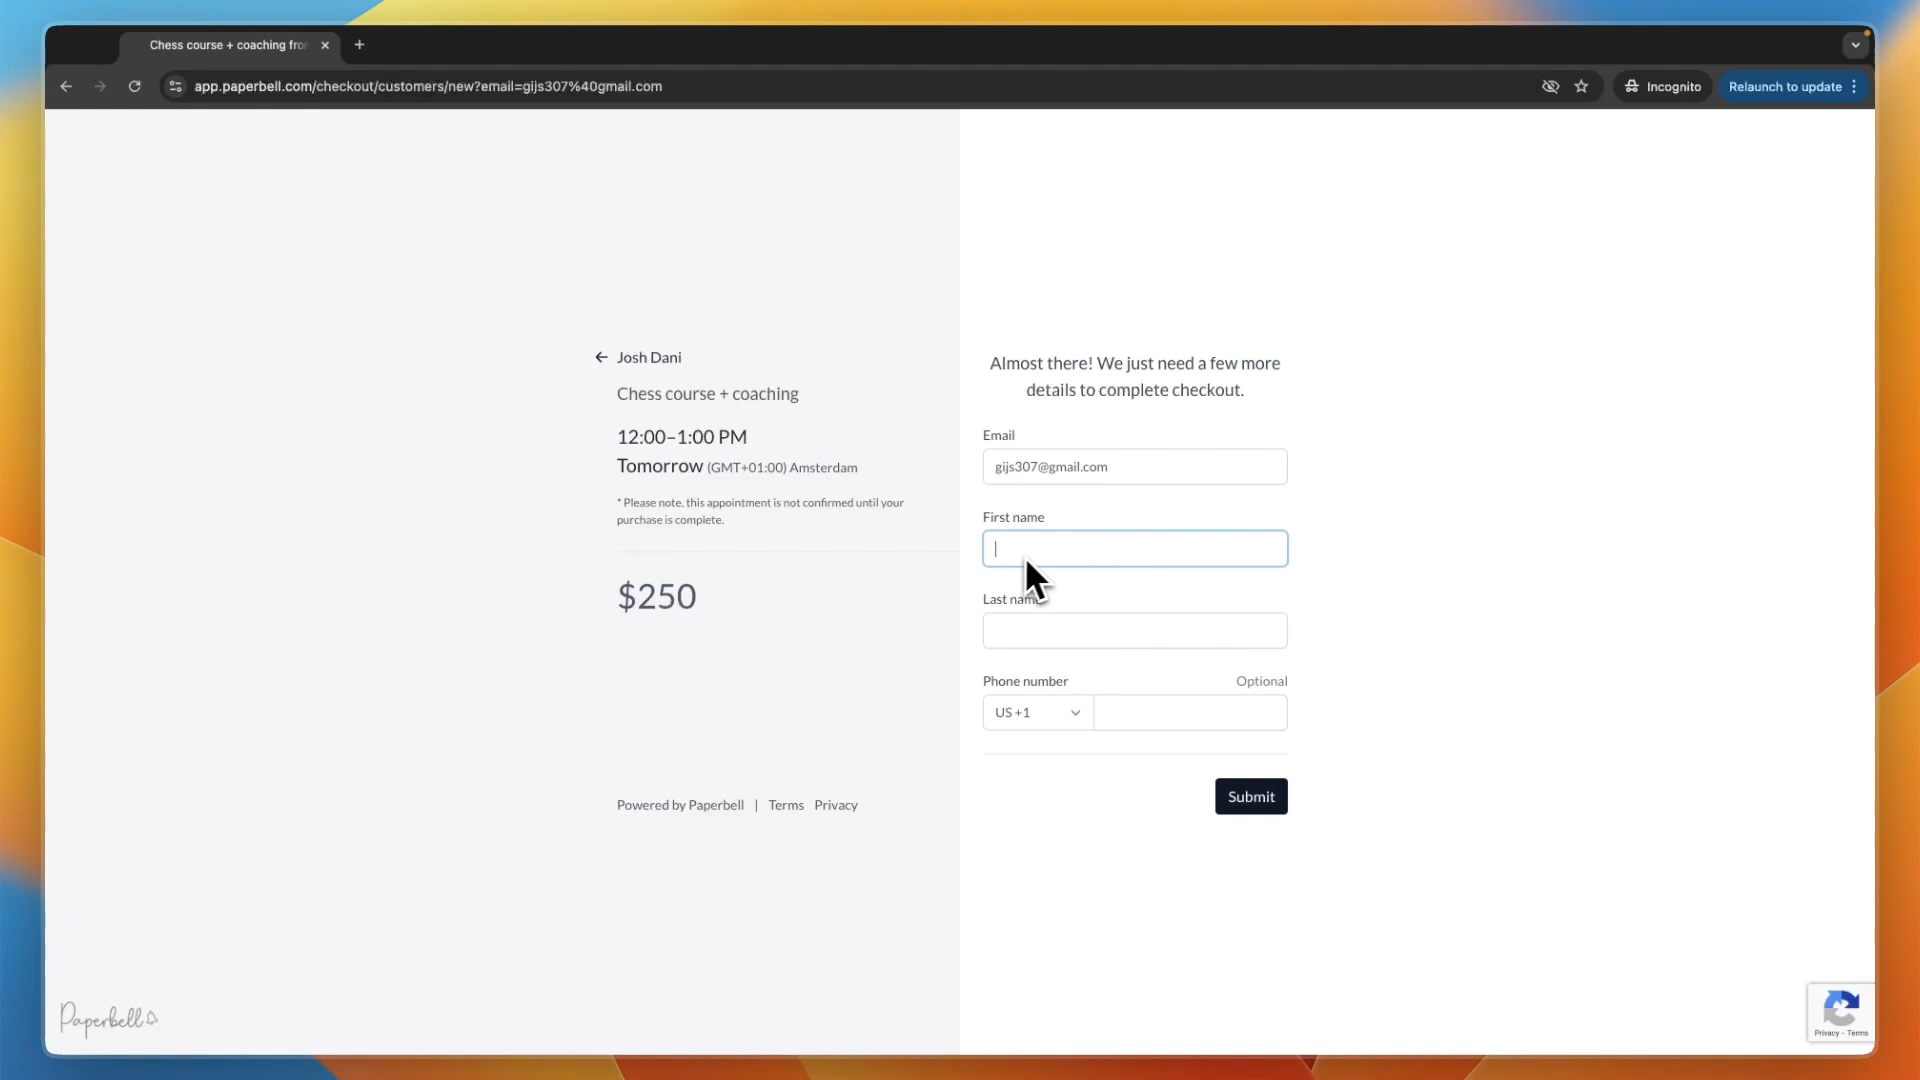 Chess course + coaching fro
app.paperbell.com/checkout/customers/new?email=gijs307%40gmail.com
Incognito
Relaunch to update
Josh Dani
Chess course + coaching
12:00–1:00 PM
Tomorrow (GMT+01:00) Amsterdam
* Please note, this appointment is not confirmed until your
purchase is complete.
$250
Powered by Paperbell | Terms Privacy
Paperbell
Almost there! We just need a few more
details to complete checkout.
Email
gijs307@gmail.com
First name
Last name
Phone number Optional
US +1
Submit
Privacy - Terms